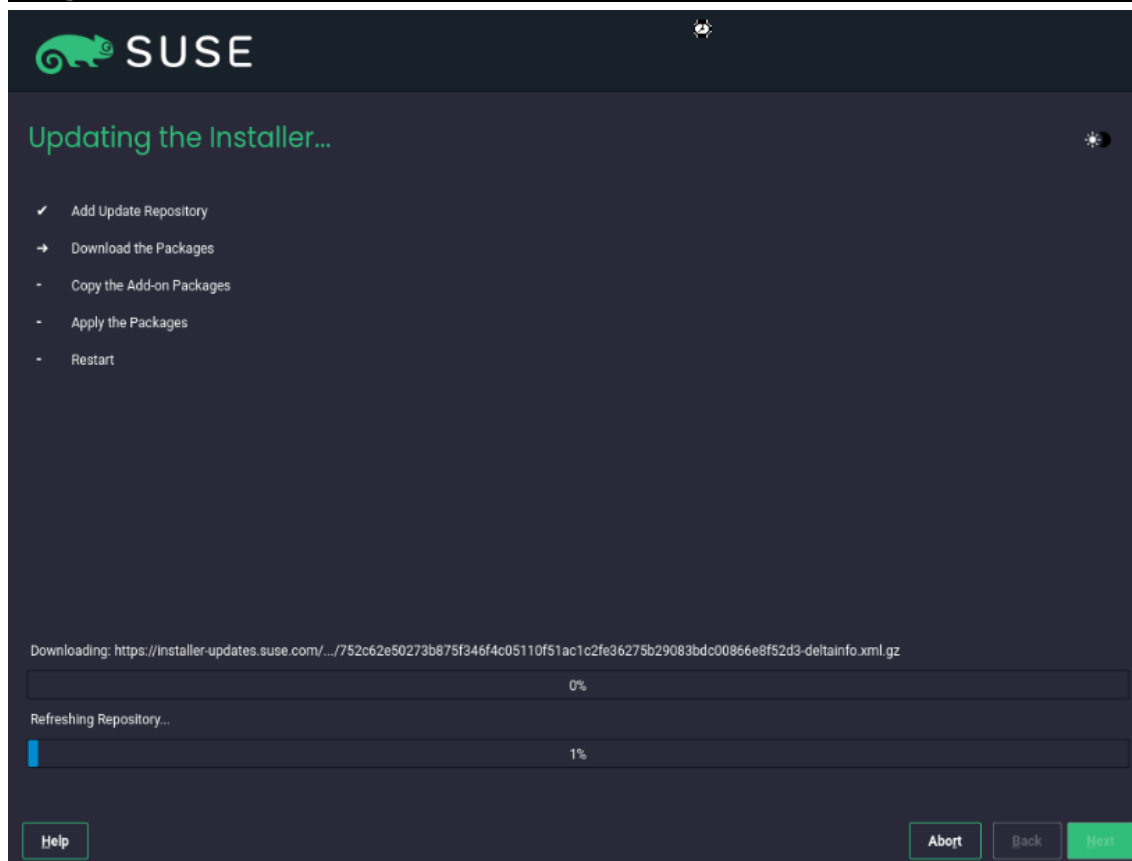 SUSE
Updating the Installer...
✔ Add Update Repository
➔ Download the Packages
- Copy the Add-on Packages
- Apply the Packages
- Restart
Downloading: https://installer-updates.suse.com/.../752c62e50273b875f346f4c05110f51ac1c2fe36275b29083bdc00866e8f52d3-deltainfo.xml.gz
0%
Refreshing Repository...
1%
Help Abort Back Next